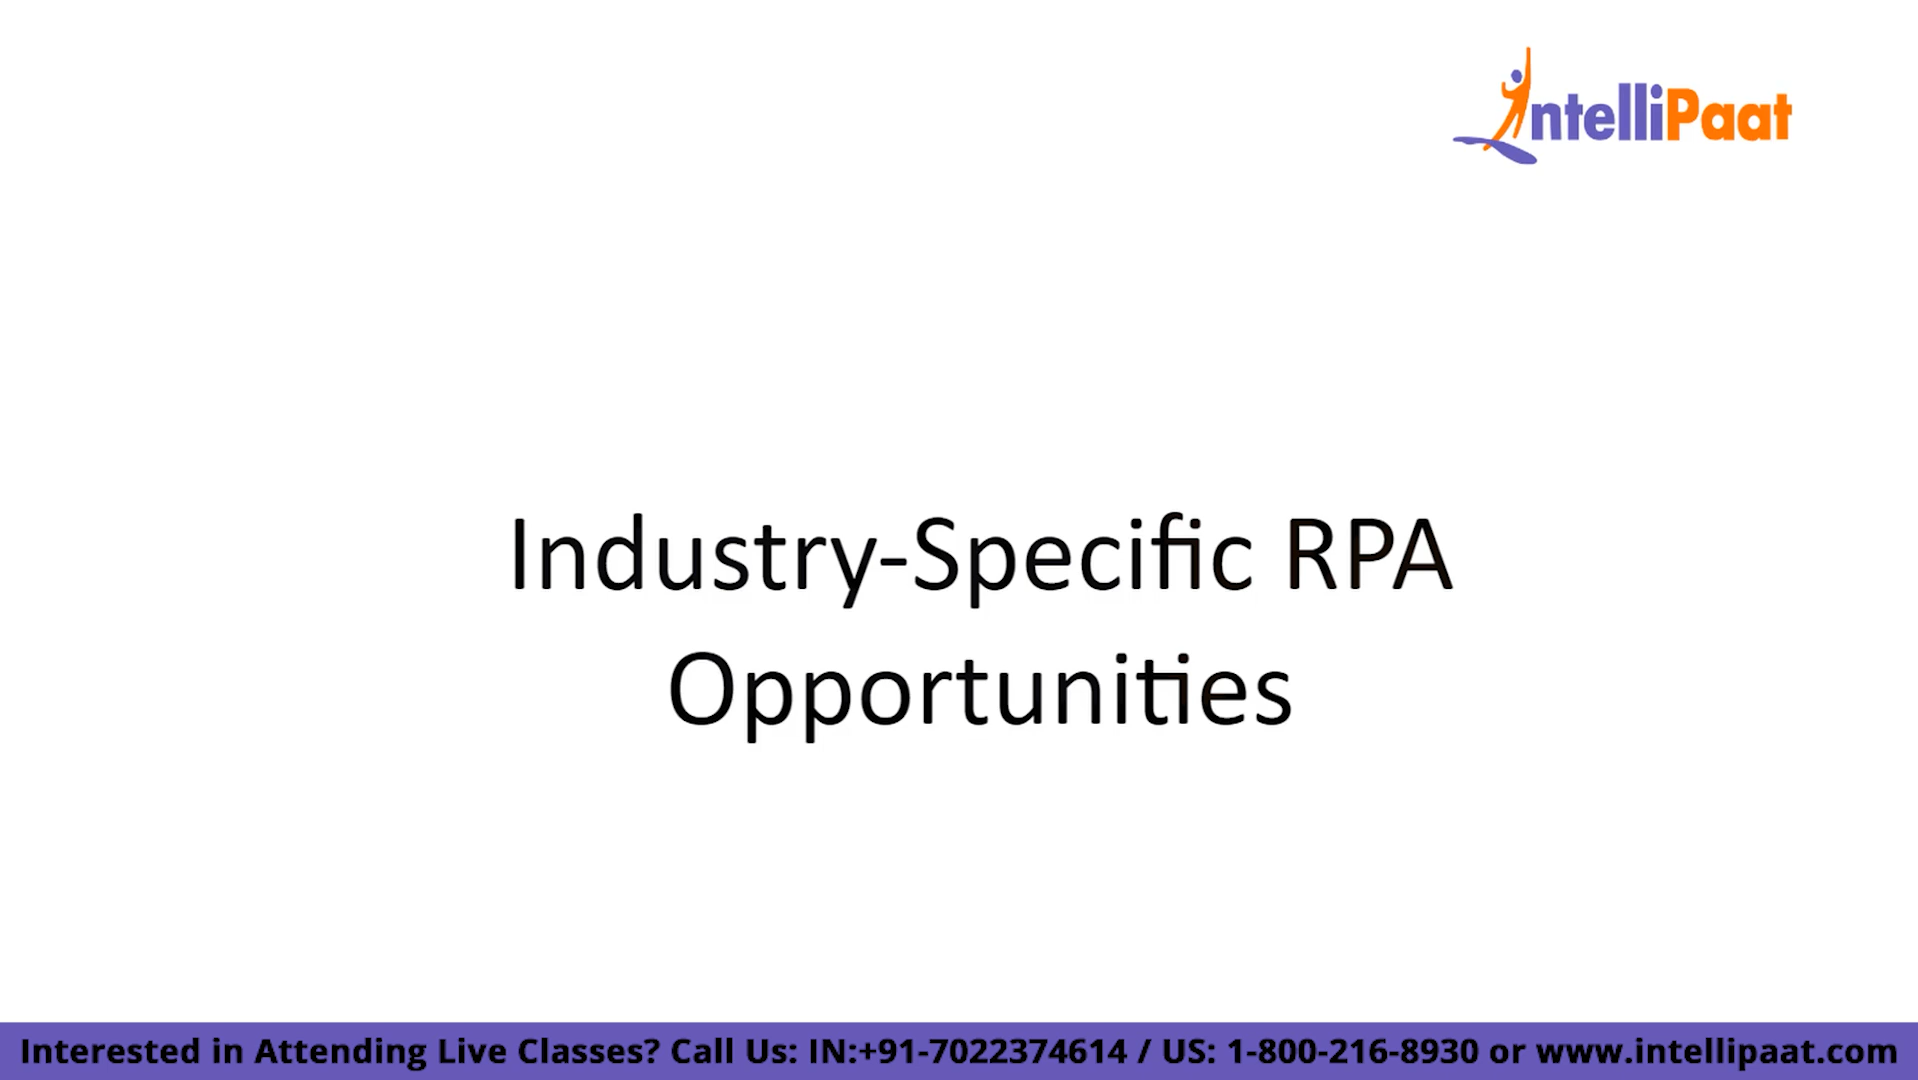 IntelliPaat
Industry-Specific RPA
Opportunities
Interested in Attending Live Classes? Call Us: IN:+91-7022374614 / US: 1-800-216-8930 or www.intellipaat.com